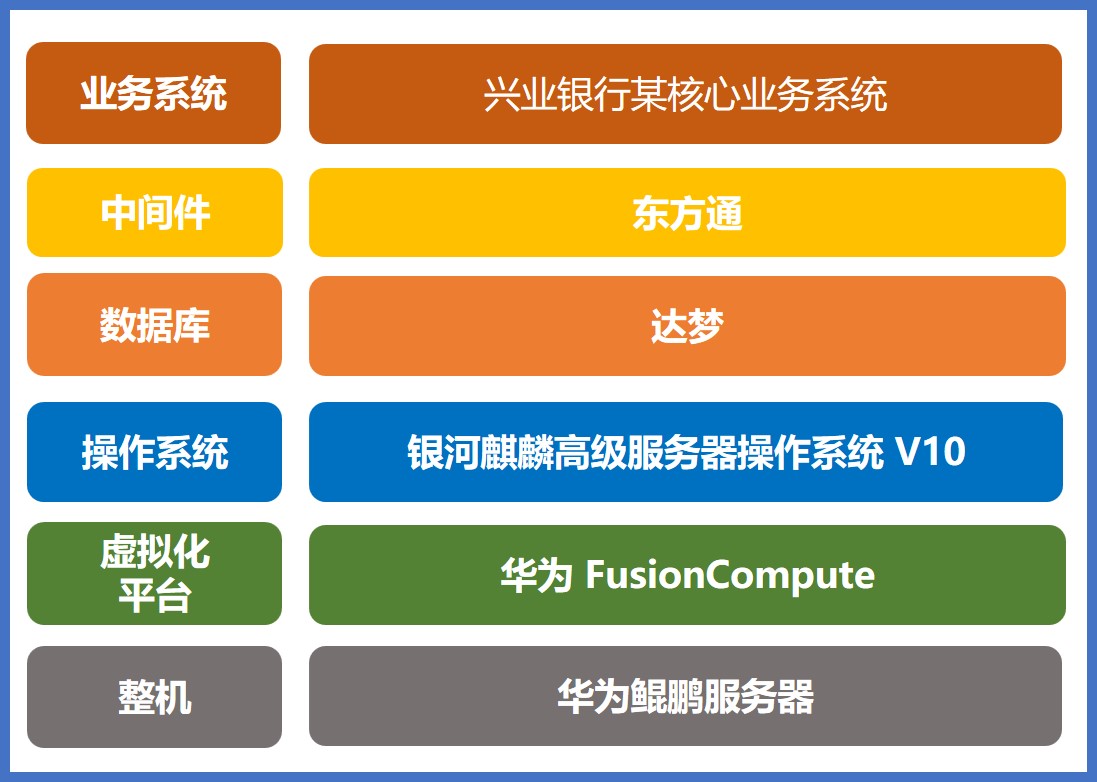 业务系统
兴业银行某核心业务系统
中间件
东方通
数据库
达梦
操作系统
银河麒麟高级服务器操作系统 V10
虚拟化
平台
华为 FusionCompute
整机
华为鲲鹏服务器